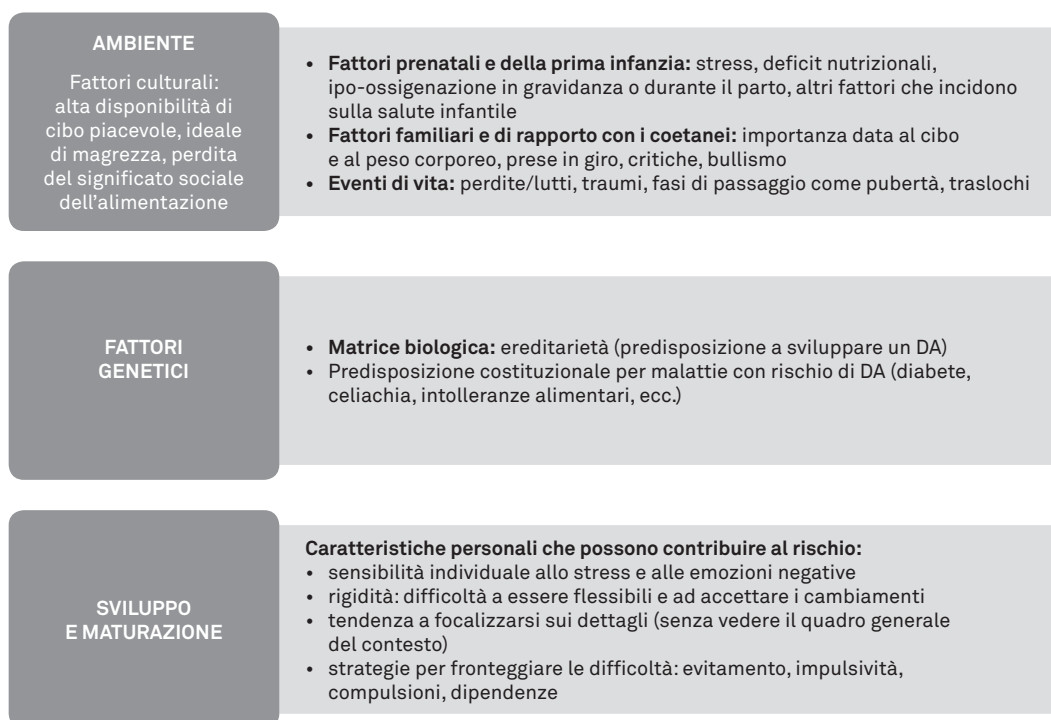 AMBIENTE
Fattori culturali:
alta disponibilità di
cibo piacevole, ideale
di magrezza, perdita
del significato sociale
dell’alimentazione
• Fattori prenatali e della prima infanzia: stress, deficit nutrizionali,
ipo-ossigenazione in gravidanza o durante il parto, altri fattori che incidono
sulla salute infantile
• Fattori familiari e di rapporto con i coetanei: importanza data al cibo
e al peso corporeo, prese in giro, critiche, bullismo
• Eventi di vita: perdite/lutti, traumi, fasi di passaggio come pubertà, traslochi
FATTORI
GENETICI
• Matrice biologica: ereditarietà (predisposizione a sviluppare un DA)
• Predisposizione costituzionale per malattie con rischio di DA (diabete,
celiachia, intolleranze alimentari, ecc.)
SVILUPPO
E MATURAZIONE
Caratteristiche personali che possono contribuire al rischio:
• sensibilità individuale allo stress e alle emozioni negative
• rigidità: difficoltà a essere flessibili e ad accettare i cambiamenti
• tendenza a focalizzarsi sui dettagli (senza vedere il quadro generale
del contesto)
• strategie per fronteggiare le difficoltà: evitamento, impulsività,
compulsioni, dipendenze